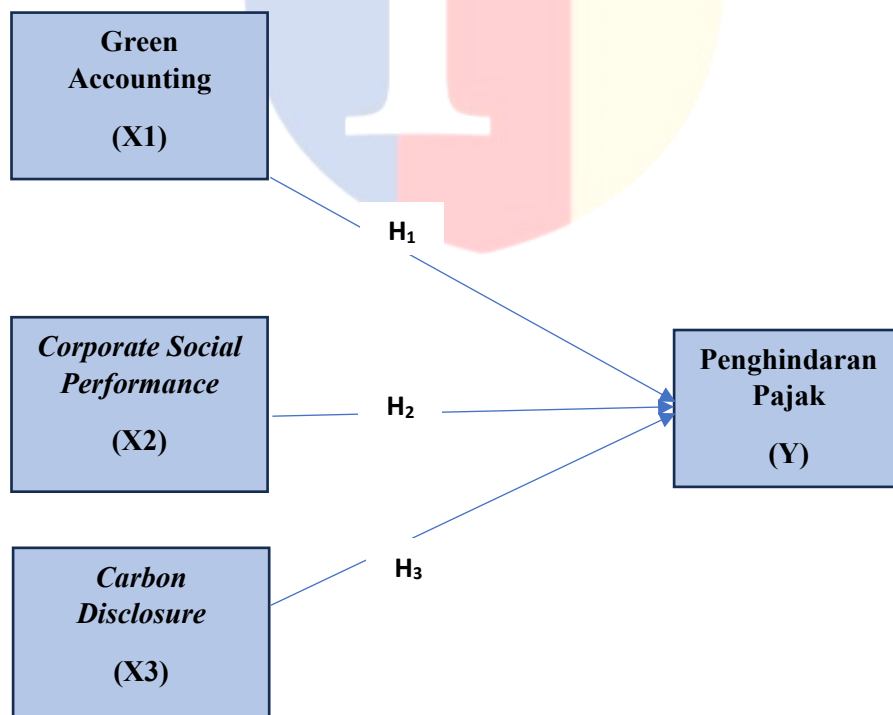 Green
Accounting
(X1)
H₁
Corporate Social
Performance
(X2)
H₂
Penghindaran
Pajak
(Y)
Carbon
Disclosure
(X3)
H₃